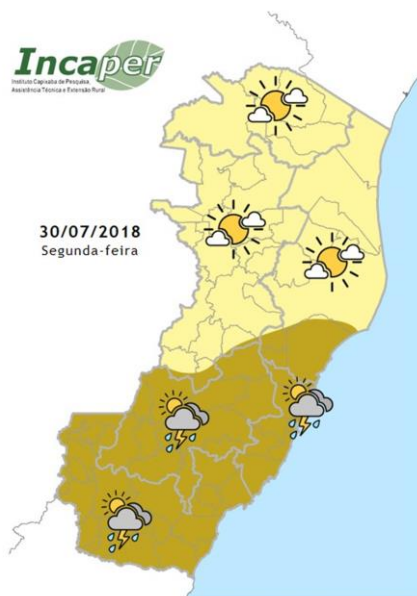 Incaper
Instituto Capixaba de Pesquisa,
Assistência Técnica e Extensão Rural
30/07/2018
Segunda-feira